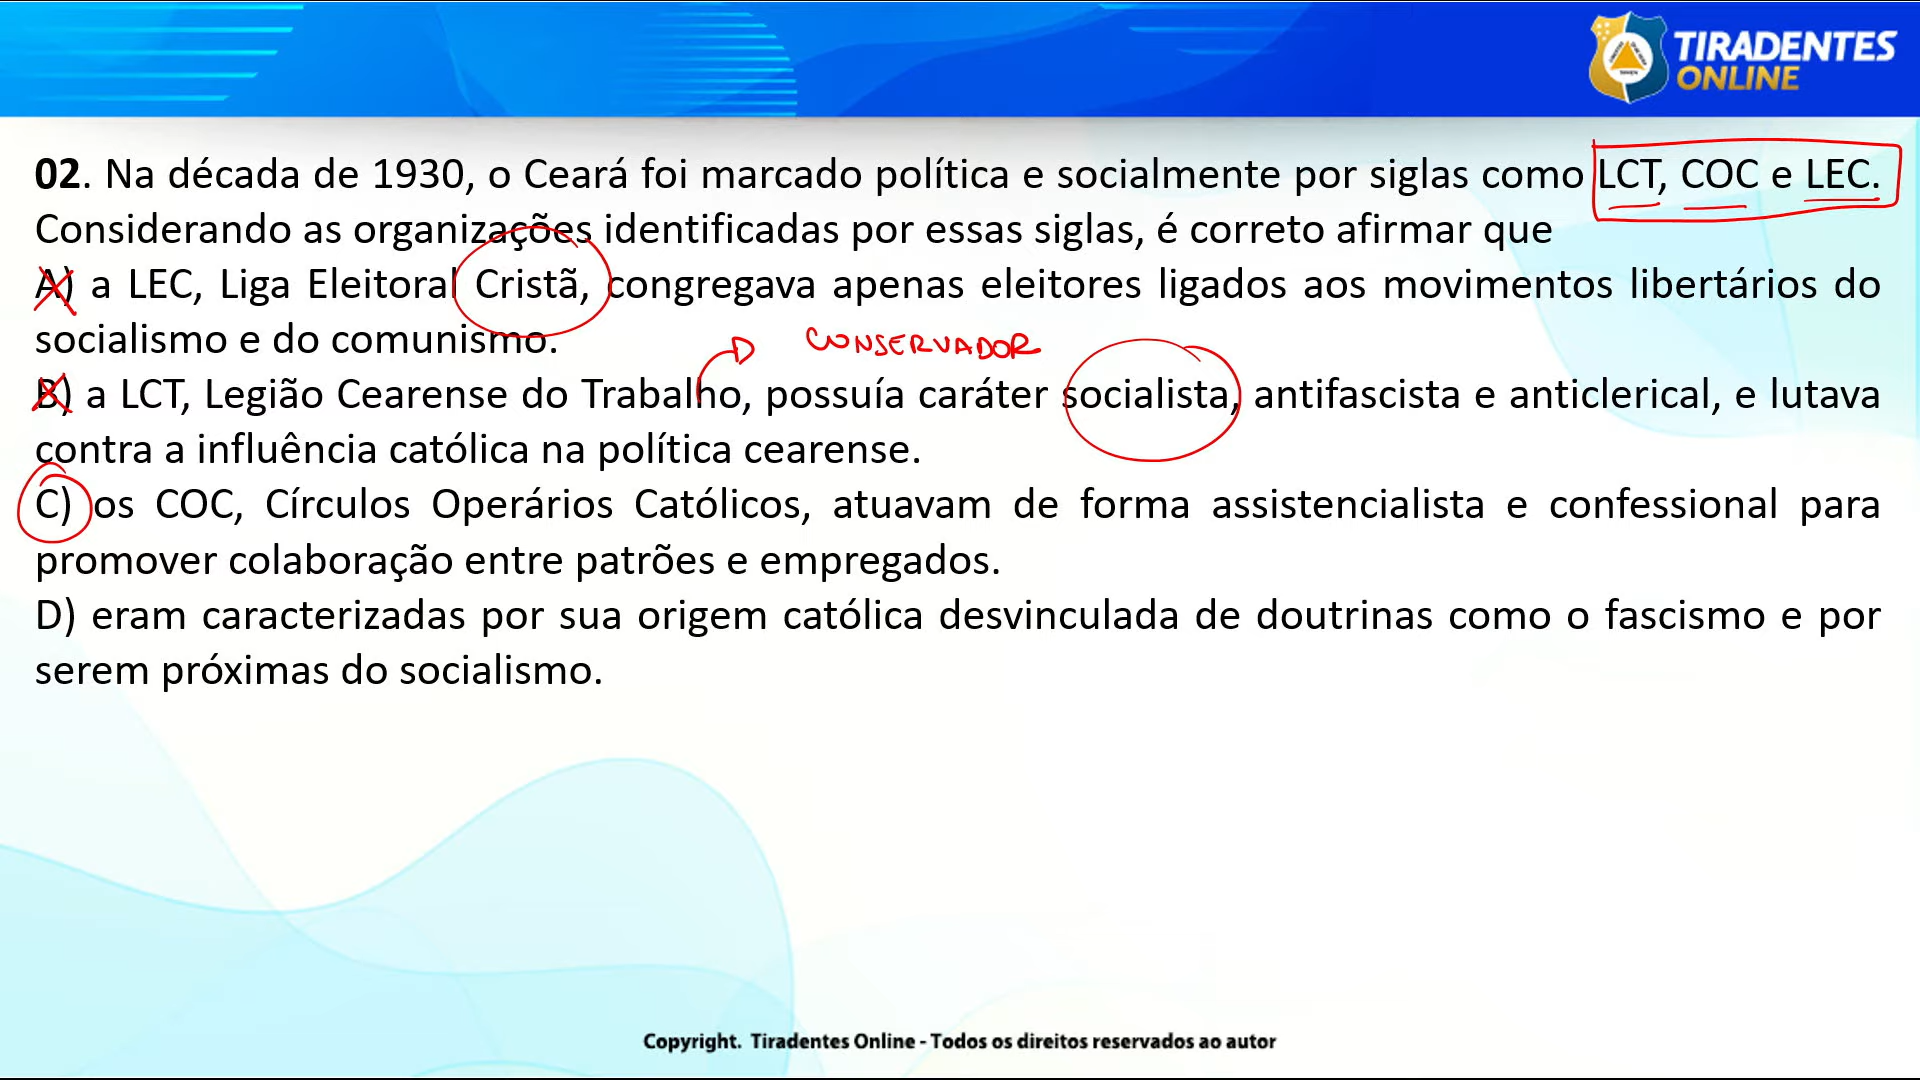 TIRADENTES
ONLINE
02. Na década de 1930, o Ceará foi marcado política e socialmente por siglas como LCT, COC e LEC.
Considerando as organizações identificadas por essas siglas, é correto afirmar que
A) a LEC, Liga Eleitoral Cristã, congregava apenas eleitores ligados aos movimentos libertários do
socialismo e do comunismo.
CONSERVADOR
B) a LCT, Legião Cearense do Trabalho, possuía caráter socialista, antifascista e anticlerical, e lutava
contra a influência católica na política cearense.
C) os COC, Círculos Operários Católicos, atuavam de forma assistencialista e confessional para
promover colaboração entre patrões e empregados.
D) eram caracterizadas por sua origem católica desvinculada de doutrinas como o fascismo e por
serem próximas do socialismo.
Copyright. Tiradentes Online - Todos os direitos reservados ao autor